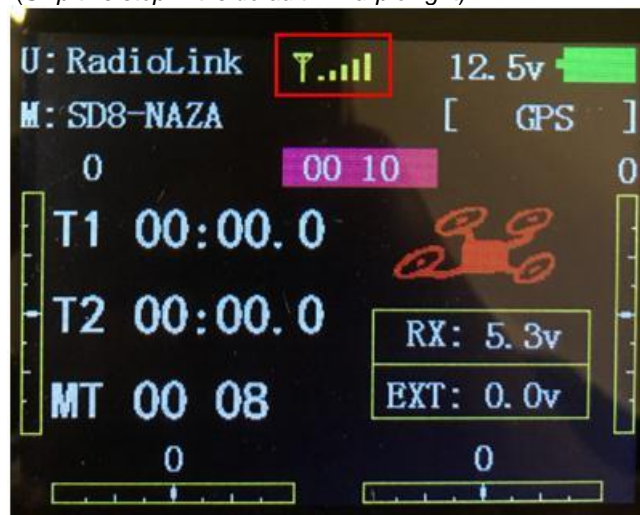 U: RadioLink 12.5v
M: SD8-NAZA [ GPS ]
0 00 10 0
T1 00:00.0
T2 00:00.0
RX: 5.3v
MT 00 08
EXT: 0.0v
0 0